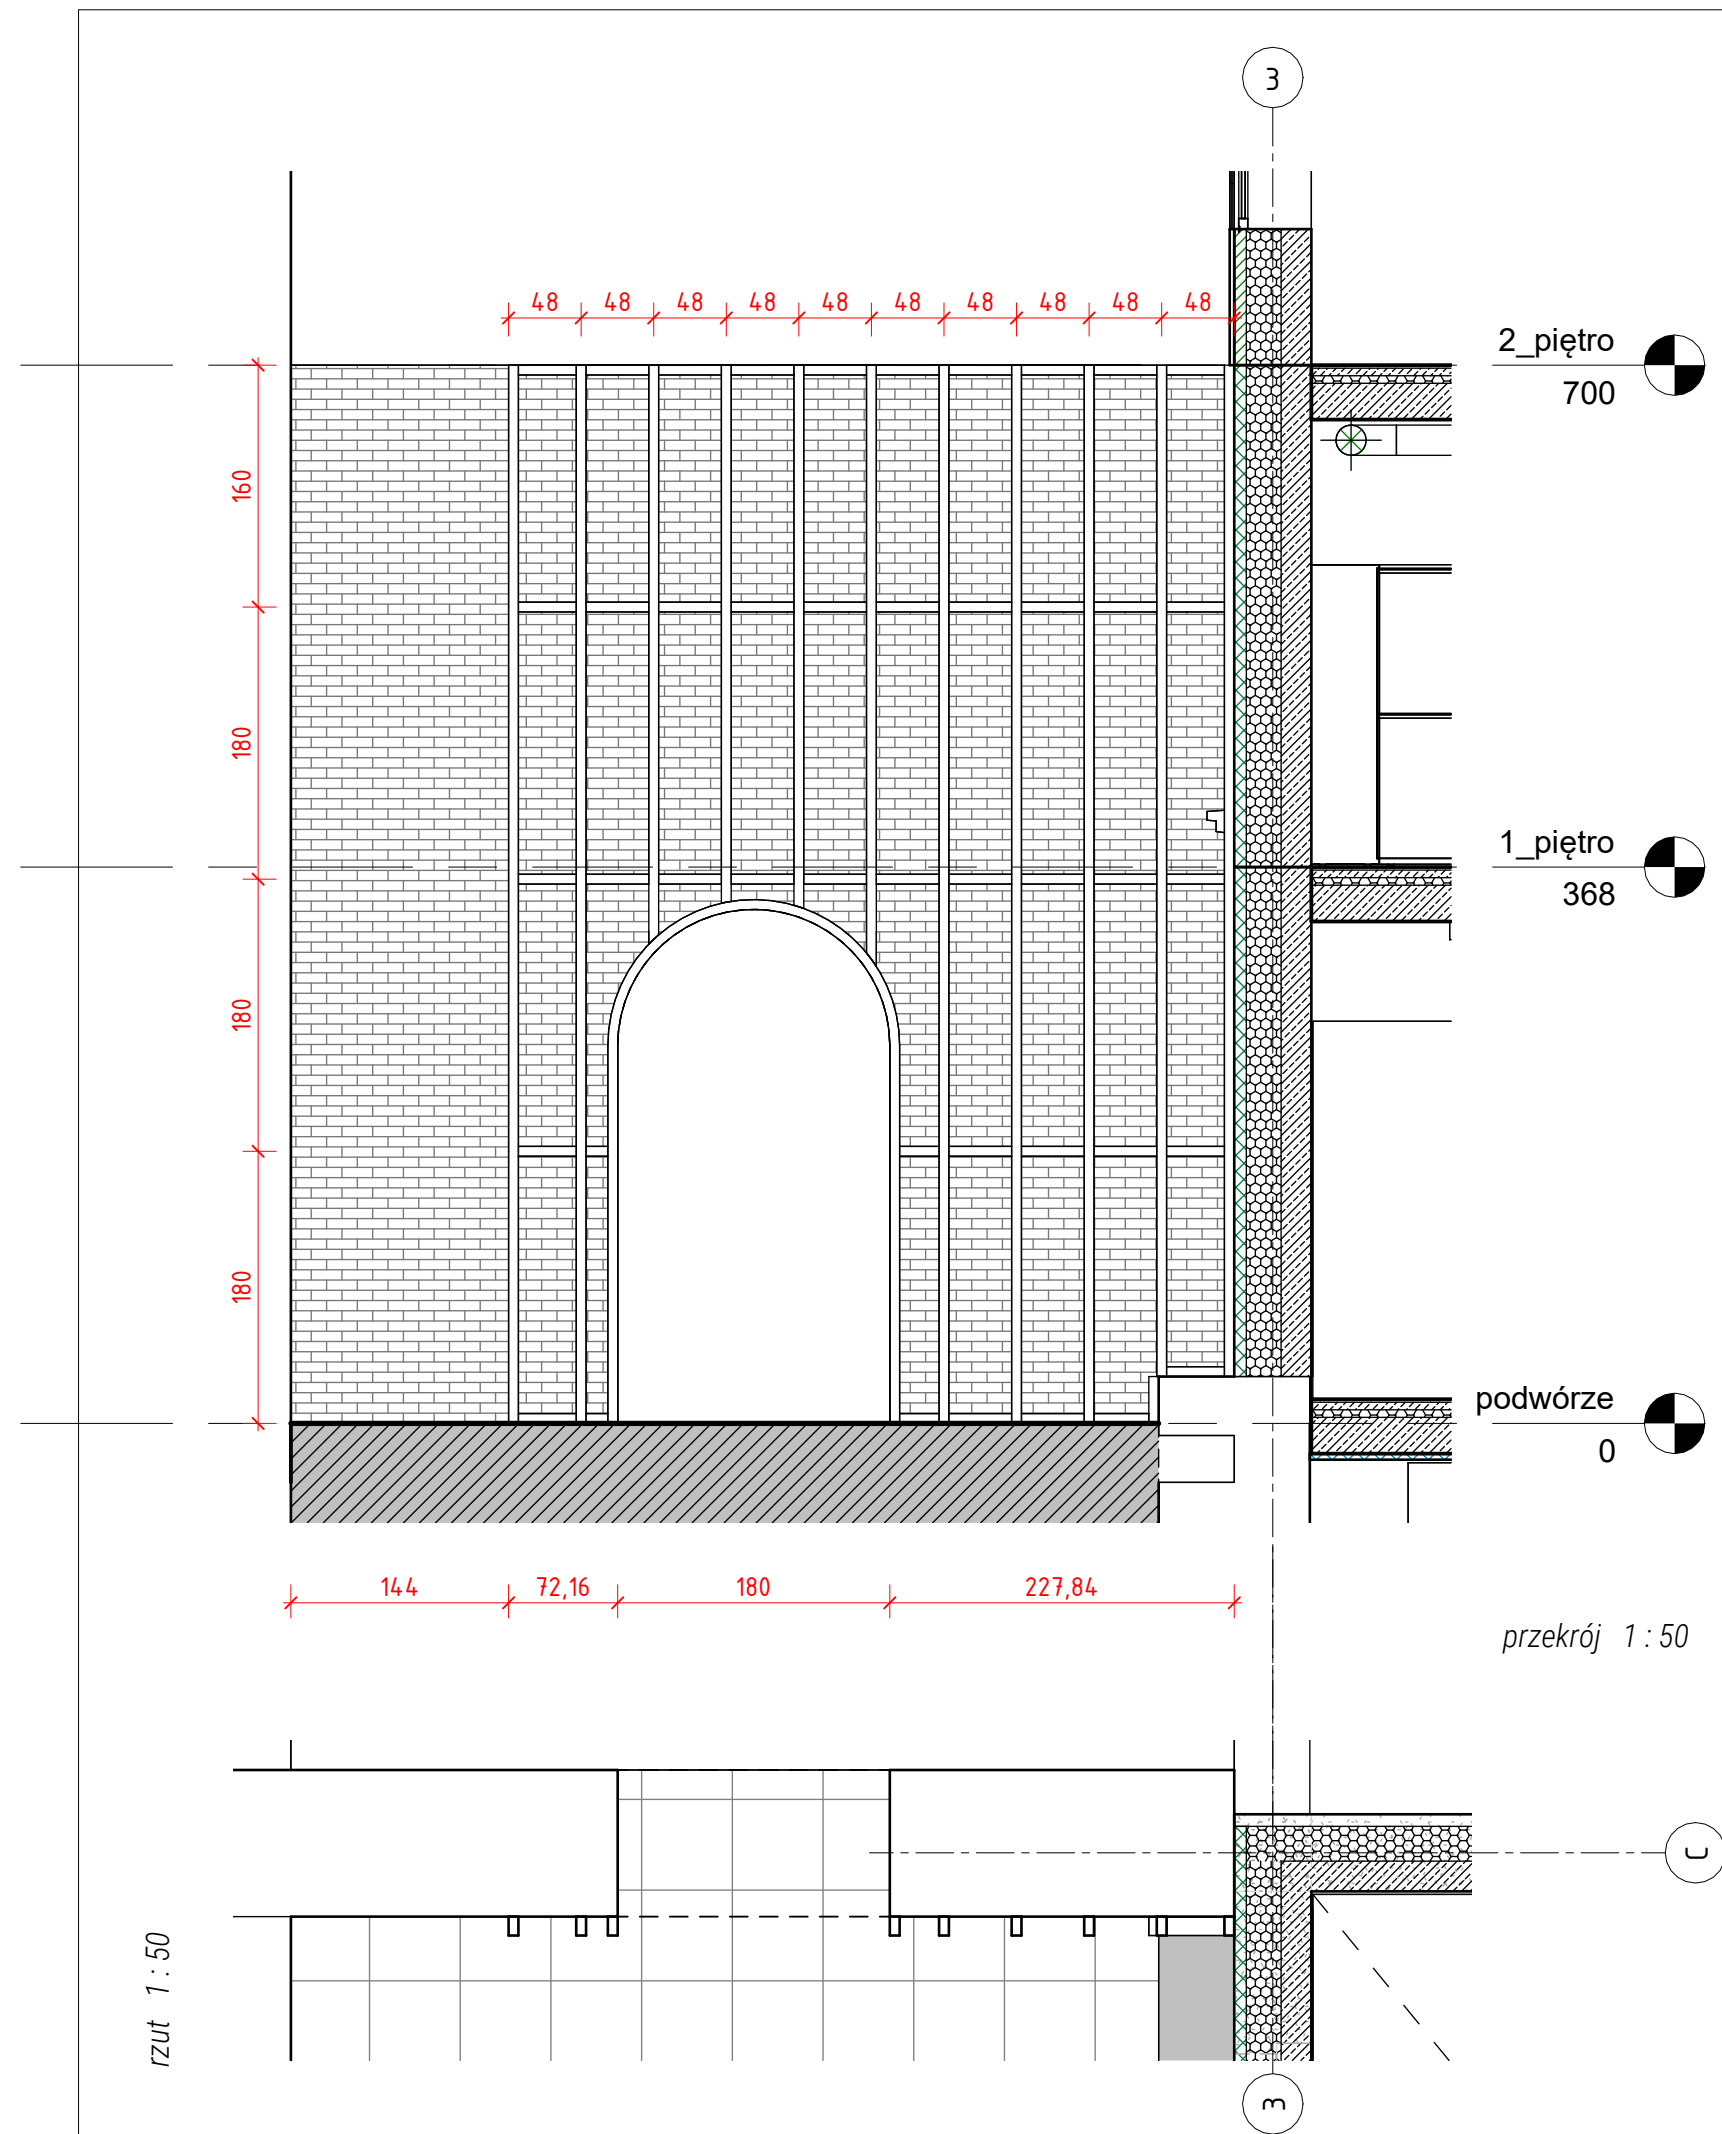 3
48 48 48 48 48 48 48 48 48 48
2_piętro
700
160
180
1_piętro
368
180
180
podwórze
0
144 72,16 180 227,84
przekrój 1 : 50
C
rzut 1 : 50
3